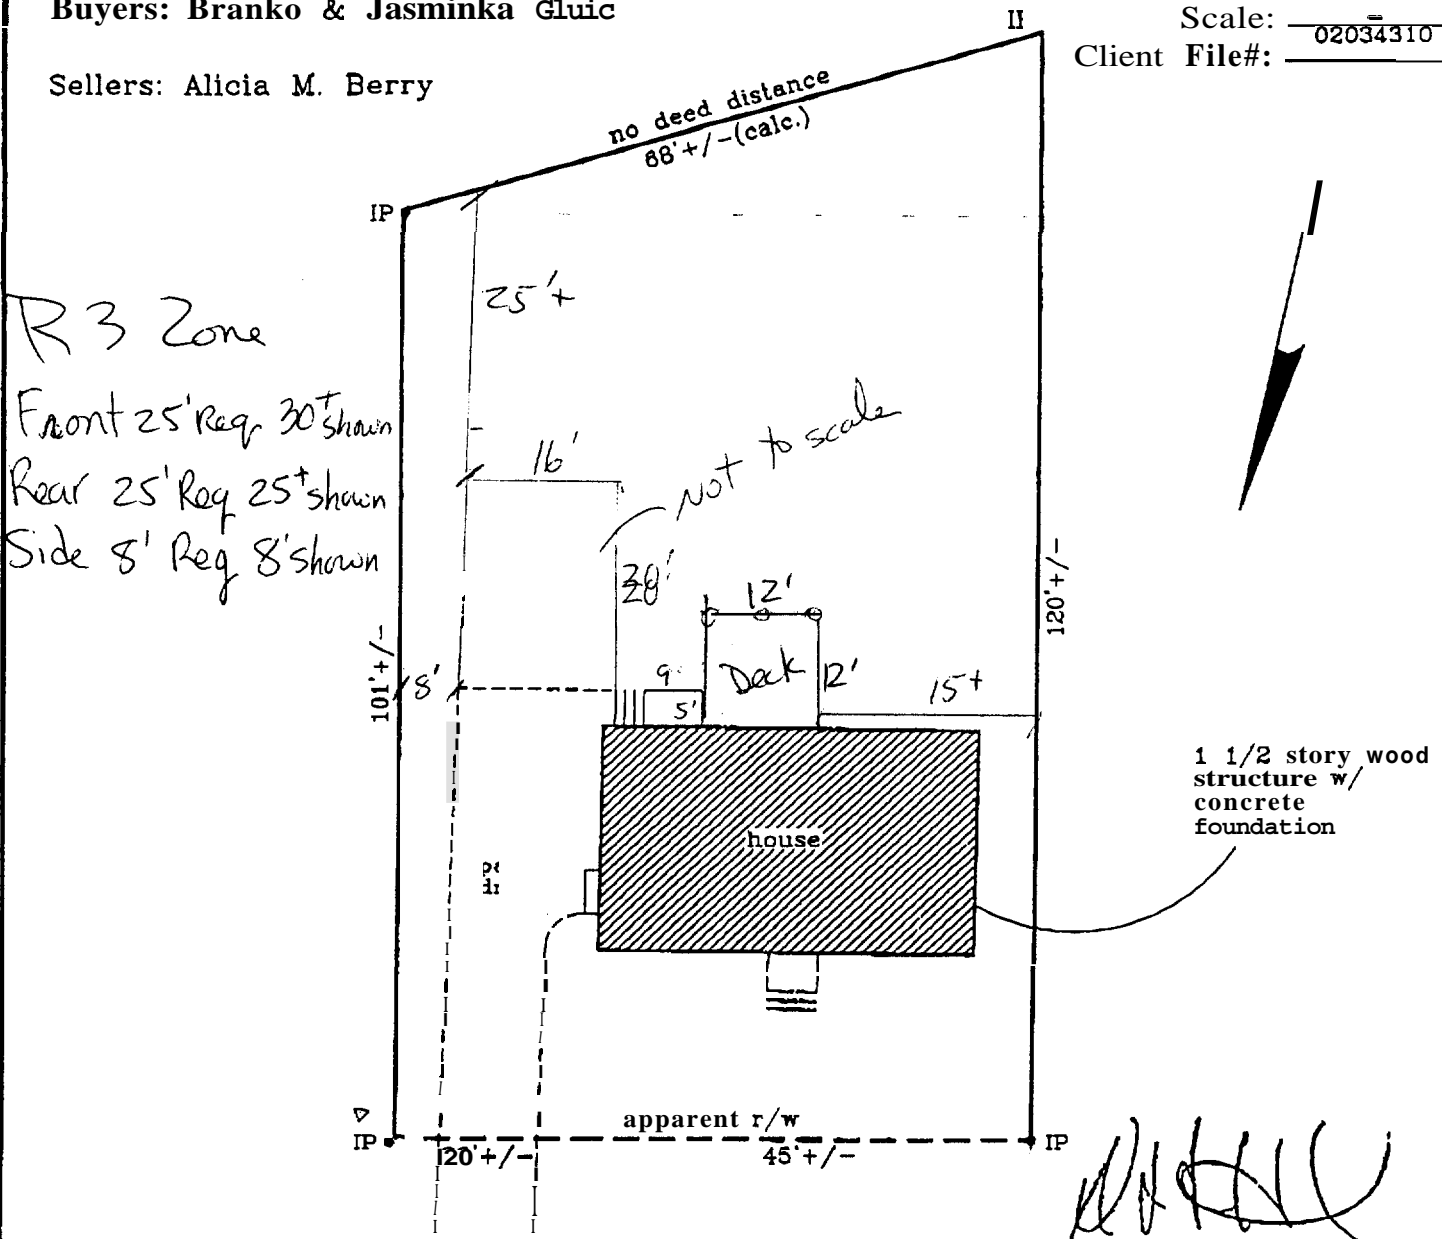 Buyers: Branko & Jasminka Gluic
Scale: -
02034310
Client File#:
Sellers: Alicia M. Berry
no deed distance
68'+/-(calc.)
IP
25'+
R3 Zone
Front 25' Req 30+ shown
Rear 25' Req 25+ shown
Side 8' Req 8' shown
16'
Not to scale
12'
Deck
12'
9'
5'
15+
8'
101'+/-
120'+/-
1 1/2 story wood
structure w/
concrete
foundation
house
apparent r/w
IP
20'+/-
45'+/-
IP